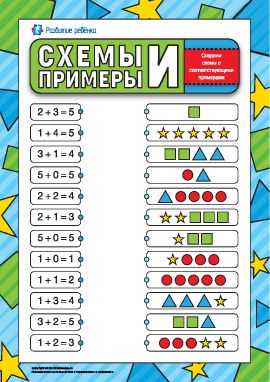 Развитие ребёнка
СХЕМЫ И
ПРИМЕРЫ
Соедини
схемы с
соответствующими
примерами
2+3=5
1+4=5
3+1=4
5+0=5
2+2=4
2+1=3
5+0=5
1+0=1
1+1=2
1+3=4
3+2=5
1+2=3